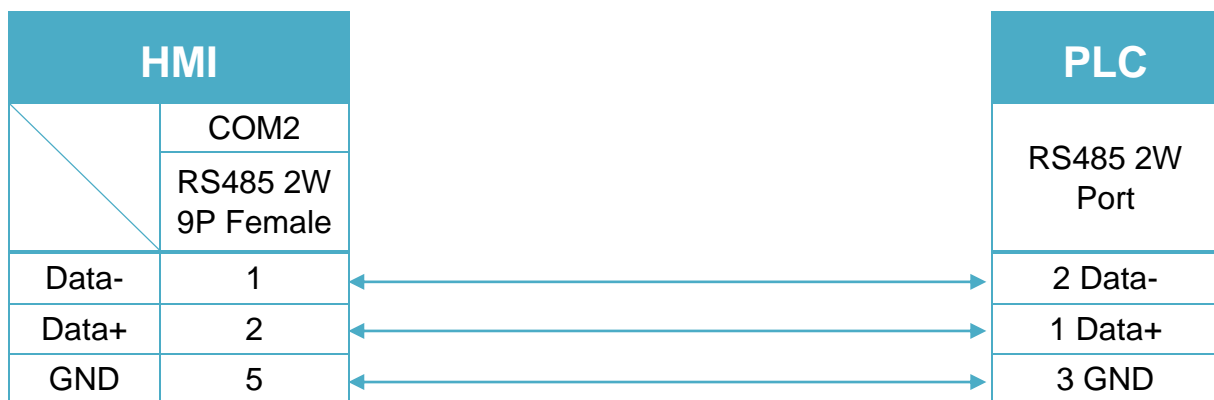 HMI
PLC
COM2
RS485 2W
9P Female
RS485 2W
Port
Data- 1 2 Data-
Data+ 2 1 Data+
GND 5 3 GND